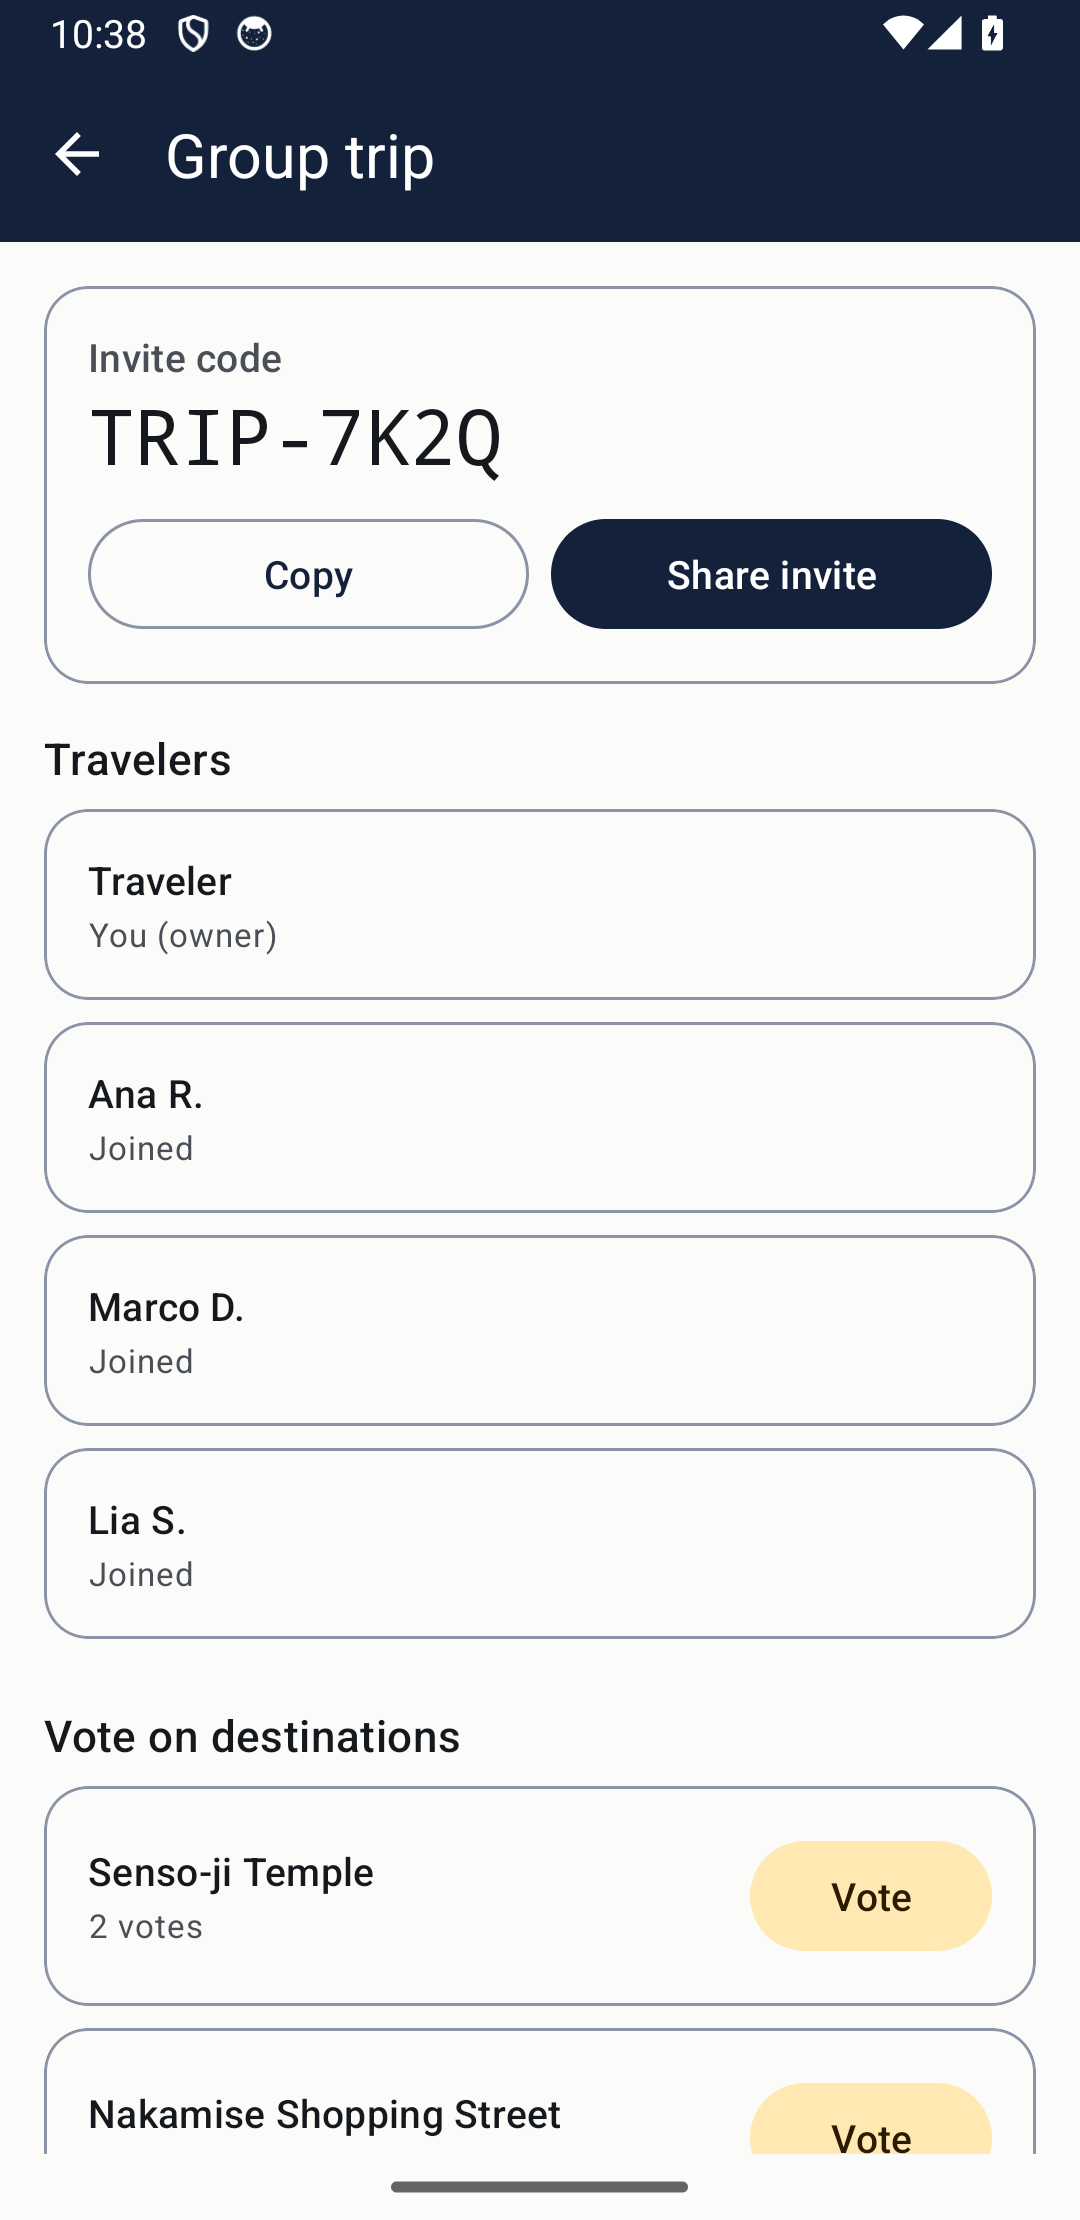 10:38
Group trip
Invite code
TRIP-7K2Q
Copy
Share invite
Travelers
Traveler
You (owner)
Ana R.
Joined
Marco D.
Joined
Lia S.
Joined
Vote on destinations
Senso-ji Temple
2 votes
Vote
Nakamise Shopping Street
Vote